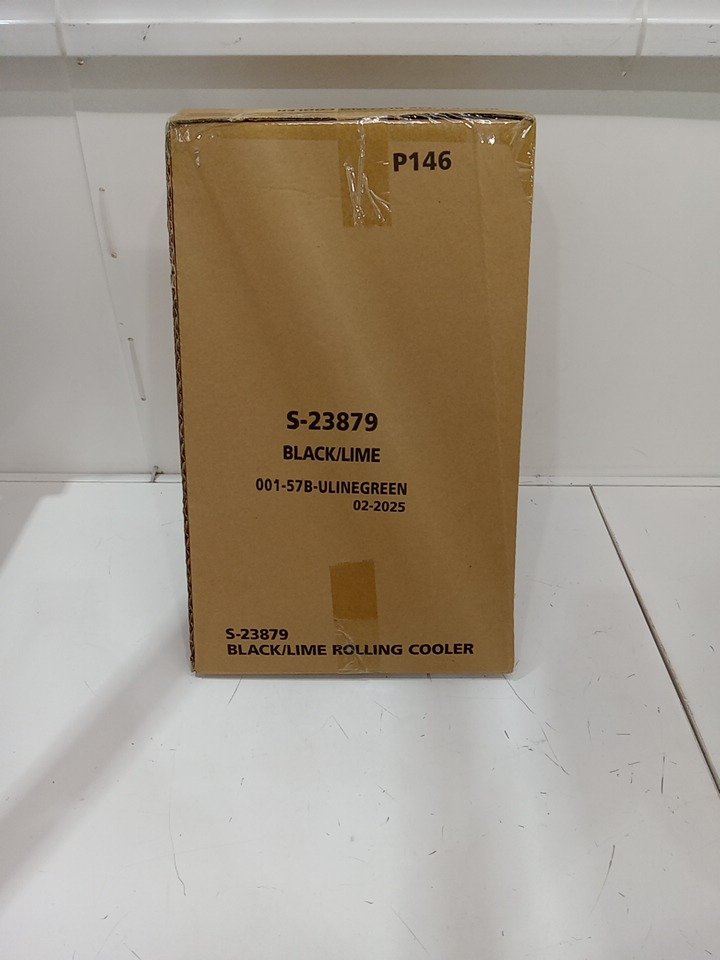 P146
S-23879
BLACK/LIME
001-57B-ULINEGREEN
02-2025
S-23879
BLACK/LIME ROLLING COOLER